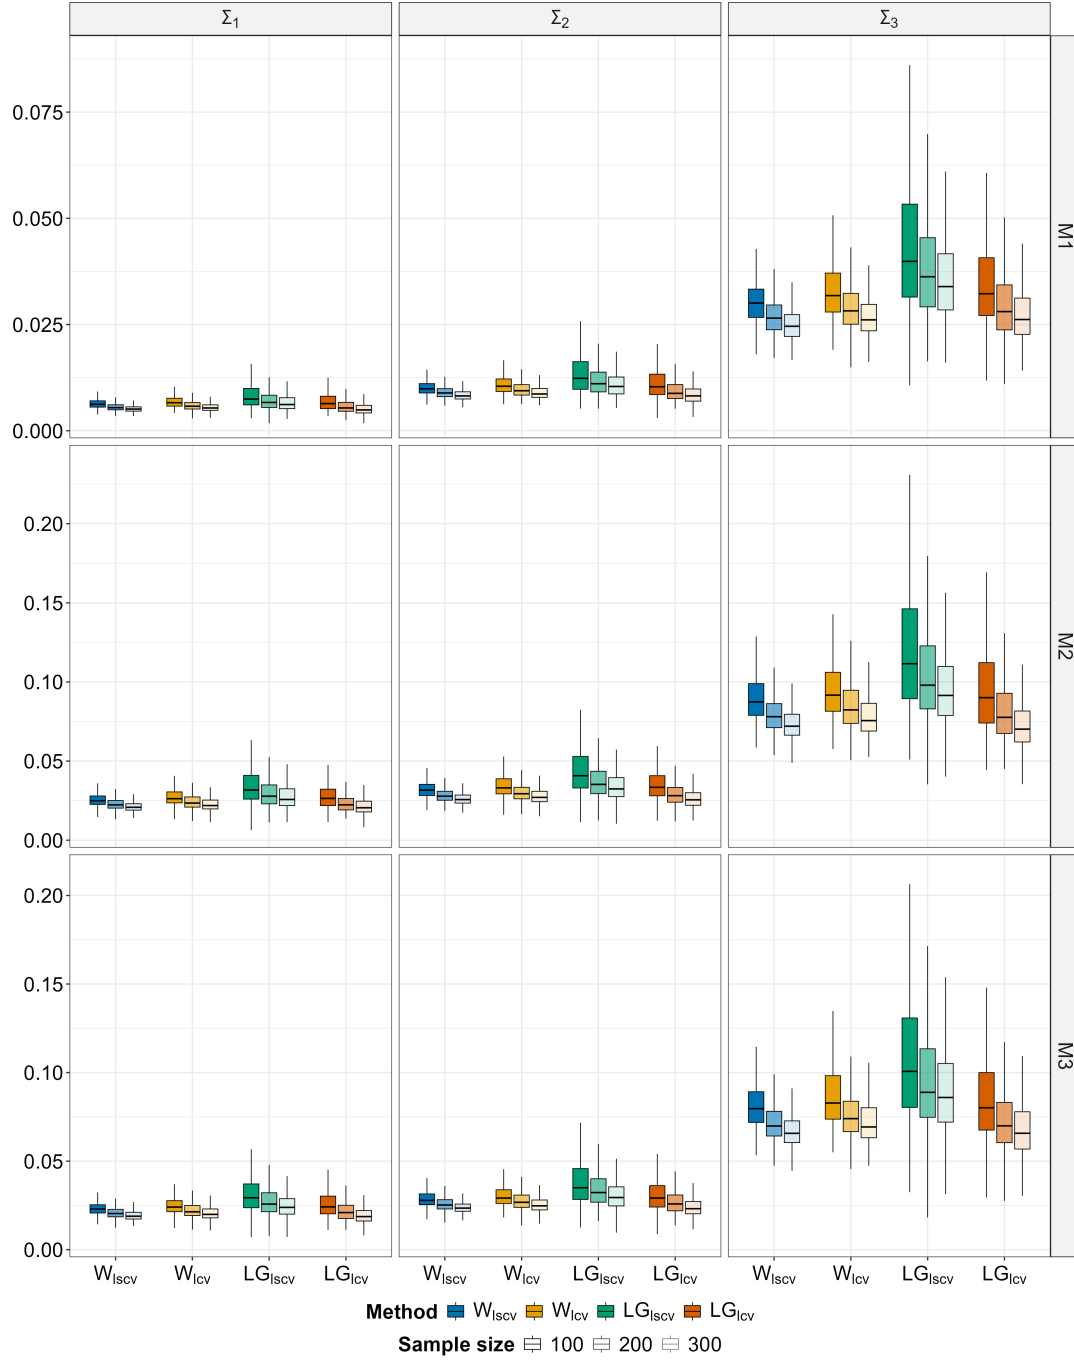 Σ1 Σ2 Σ3
0.075
0.050
0.025
0.000
M1
0.20
0.15
0.10
0.05
0.00
M2
0.20
0.15
0.10
0.05
0.00
M3
Wlscv Wlcv LGlscv LGlcv Wlscv Wlcv LGlscv LGlcv Wlscv Wlcv LGlscv LGlcv
Method Wlscv Wlcv LGlscv LGlcv
Sample size 100 200 300